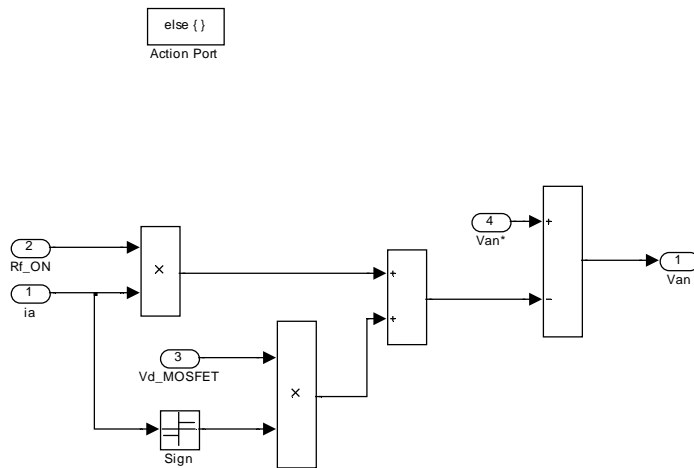 else { }
Action Port
4
+
Van*
2
Rf_ON
×
+
1
Van
1
ia
+
−
3
Vd_MOSFET
×
Sign